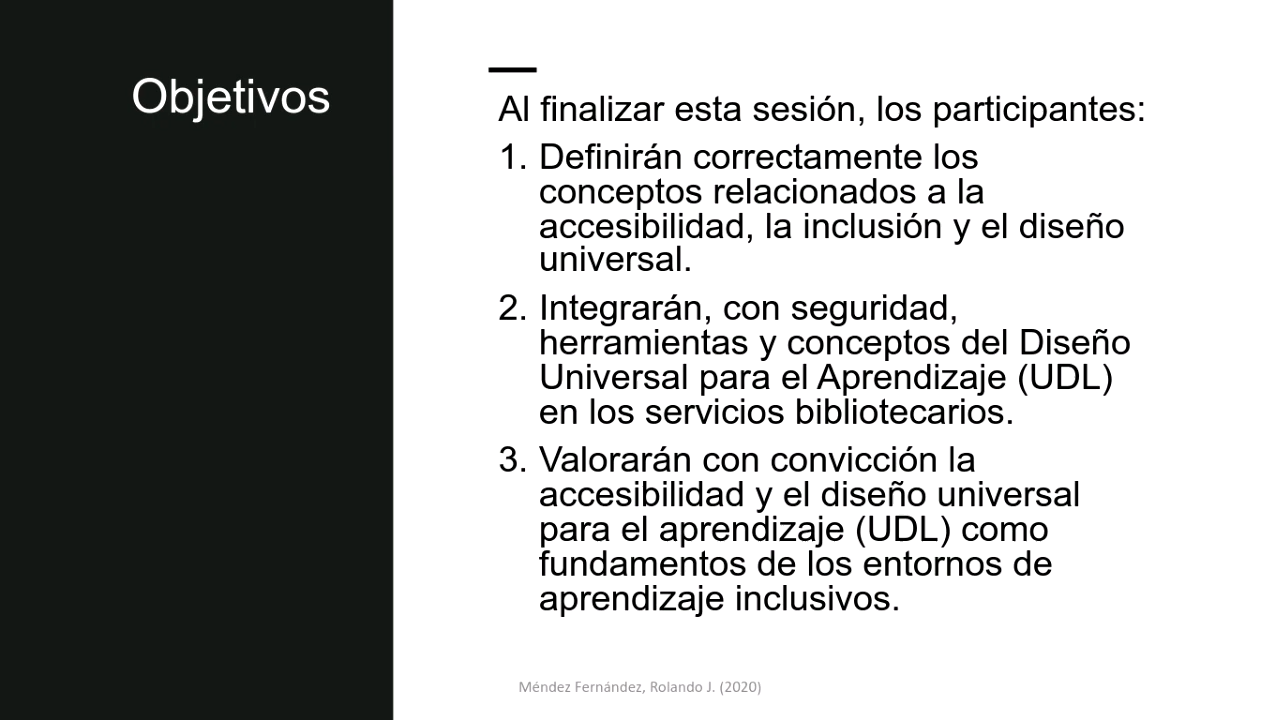 Objetivos
Al finalizar esta sesión, los participantes:
1. Definirán correctamente los
conceptos relacionados a la
accesibilidad, la inclusión y el diseño
universal.
2. Integrarán, con seguridad,
herramientas y conceptos del Diseño
Universal para el Aprendizaje (UDL)
en los servicios bibliotecarios.
3. Valorarán con convicción la
accesibilidad y el diseño universal
para el aprendizaje (UDL) como
fundamentos de los entornos de
aprendizaje inclusivos.
Méndez Fernández, Rolando J. (2020)